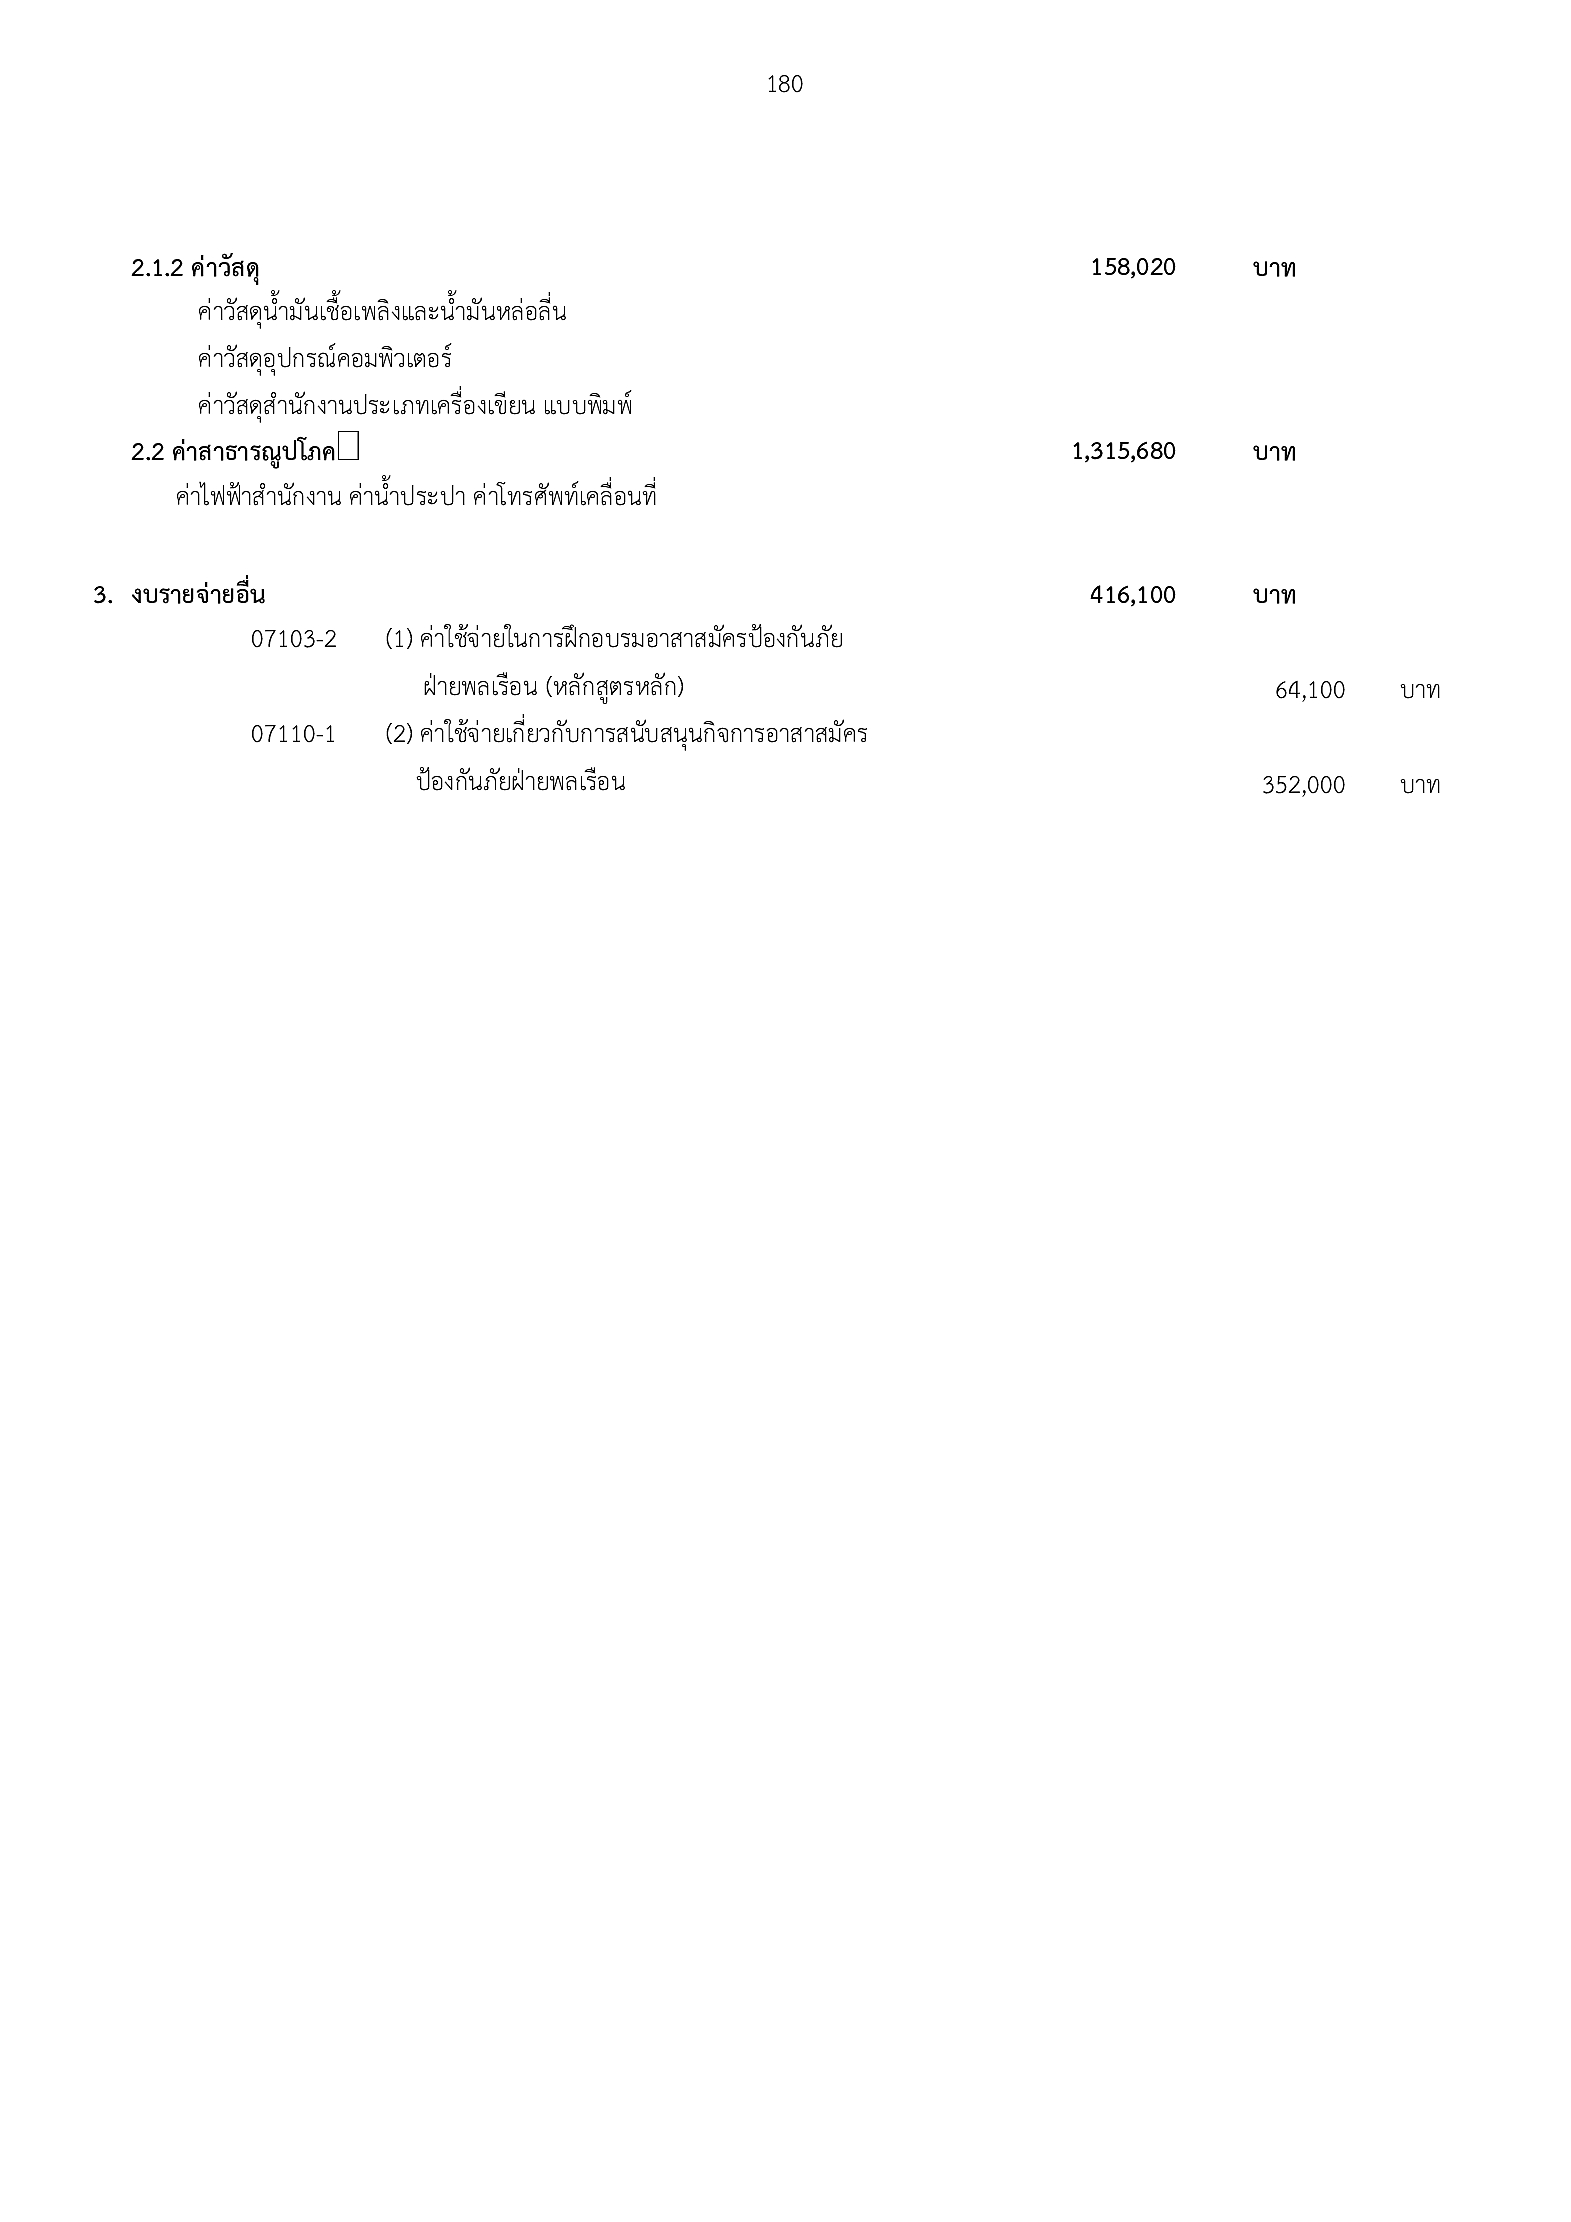 180
2.1.2 ค่าวัสดุ 158,020 บาท
ค่าวัสดุน้ำมันเชื้อเพลิงและน้ำมันหล่อลื่น
ค่าวัสดุอุปกรณ์คอมพิวเตอร์
ค่าวัสดุสำนักงานประเภทเครื่องเขียน แบบพิมพ์
2.2 ค่าสาธารณูปโภค 1,315,680 บาท
ค่าไฟฟ้าสำนักงาน ค่าน้ำประปา ค่าโทรศัพท์เคลื่อนที่
3. งบรายจ่ายอื่น 416,100 บาท
07103-2 (1) ค่าใช้จ่ายในการฝึกอบรมอาสาสมัครป้องกันภัย
ฝ่ายพลเรือน (หลักสูตรหลัก) 64,100 บาท
07110-1 (2) ค่าใช้จ่ายเกี่ยวกับการสนับสนุนกิจการอาสาสมัคร
ป้องกันภัยฝ่ายพลเรือน 352,000 บาท